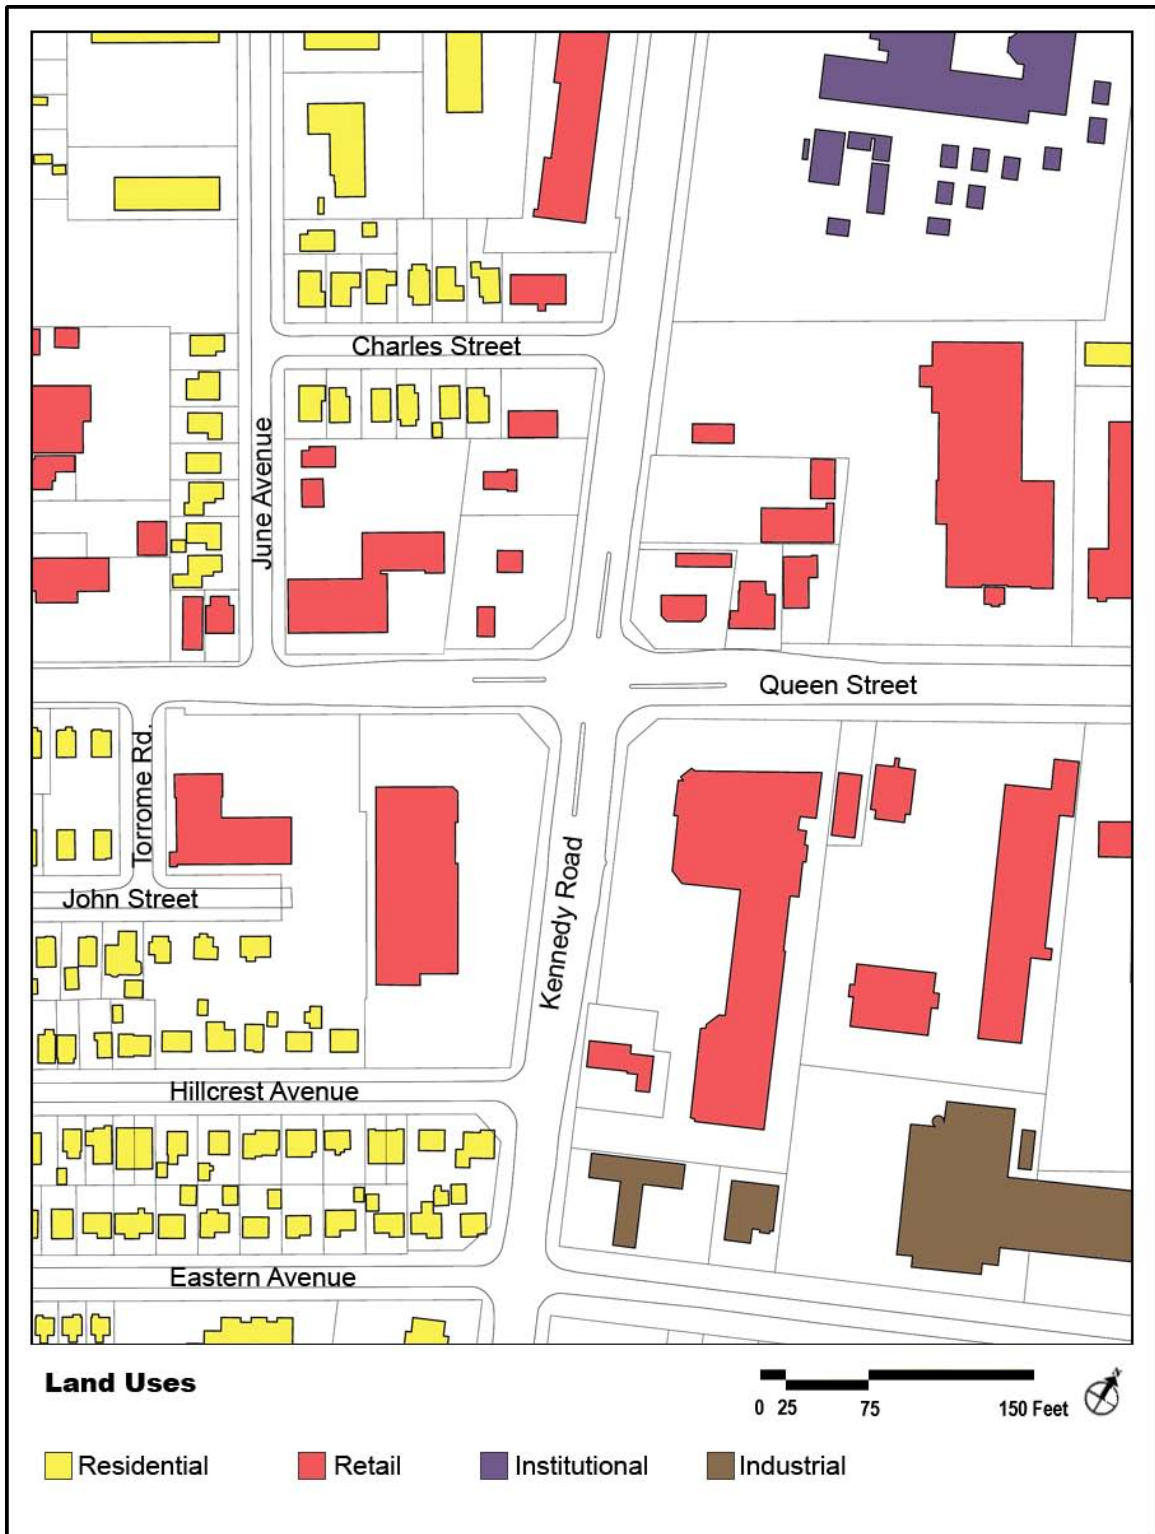 Charles Street
June Avenue
Queen Street
Torrome Rd.
Kennedy Road
John Street
Hillcrest Avenue
Eastern Avenue
Land Uses
0 25 75 150 Feet
Residential Retail Institutional Industrial